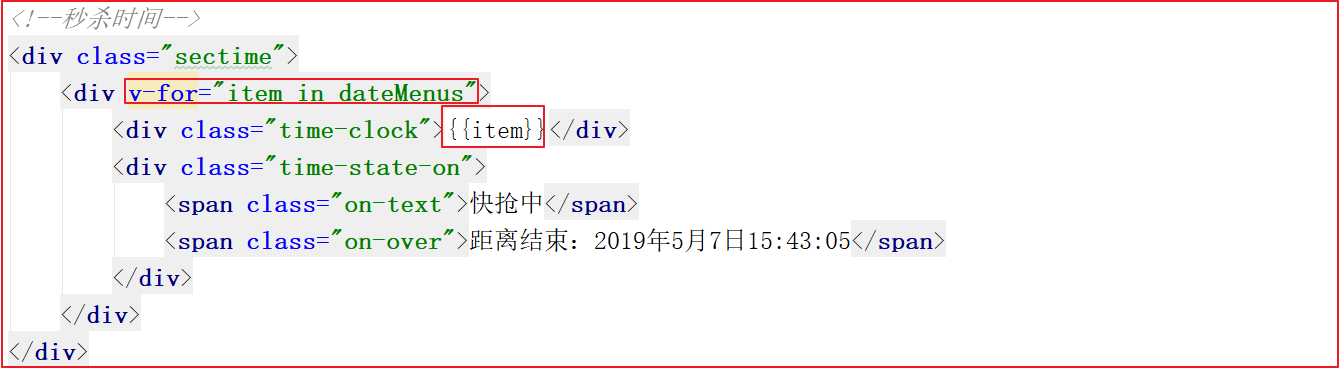 <!--秒杀时间-->
<div class="sectime">
<div v-for="item in dateMenus">
<div class="time-clock">{{item}}</div>
<div class="time-state-on">
<span class="on-text">快抢中</span>
<span class="on-over">距离结束：2019年5月7日15:43:05</span>
</div>
</div>
</div>